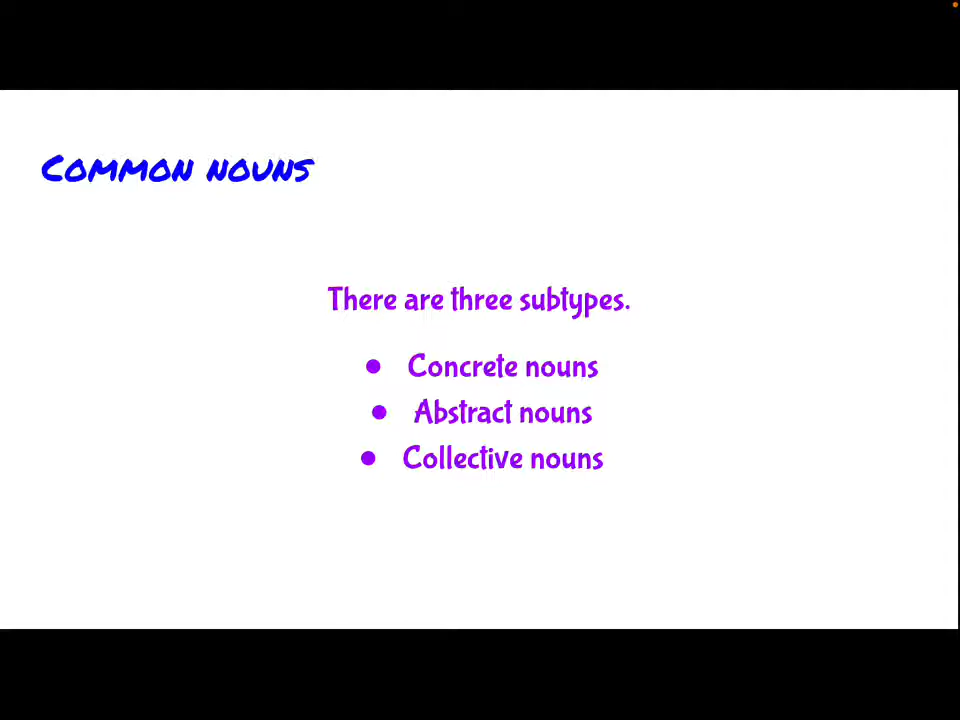 Common nouns
There are three subtypes.
● Concrete nouns
● Abstract nouns
● Collective nouns